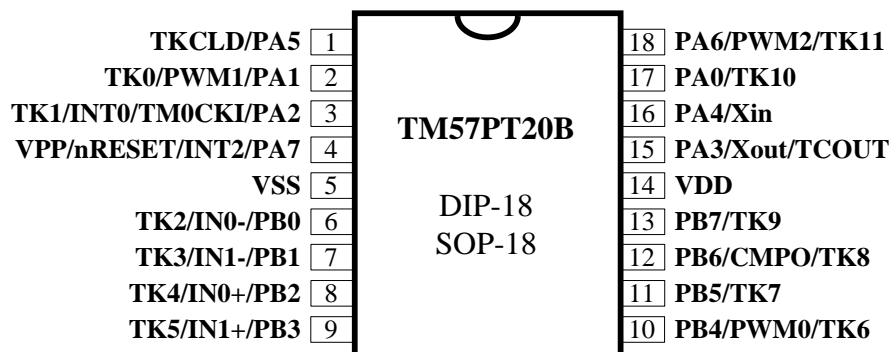 TKCLD/PA5 1
TK0/PWM1/PA1 2
TK1/INT0/TM0CKI/PA2 3
VPP/nRESET/INT2/PA7 4
VSS 5
TK2/IN0-/PB0 6
TK3/IN1-/PB1 7
TK4/IN0+/PB2 8
TK5/IN1+/PB3 9
TM57PT20B
DIP-18
SOP-18
18 PA6/PWM2/TK11
17 PA0/TK10
16 PA4/Xin
15 PA3/Xout/TCOUT
14 VDD
13 PB7/TK9
12 PB6/CMPO/TK8
11 PB5/TK7
10 PB4/PWM0/TK6